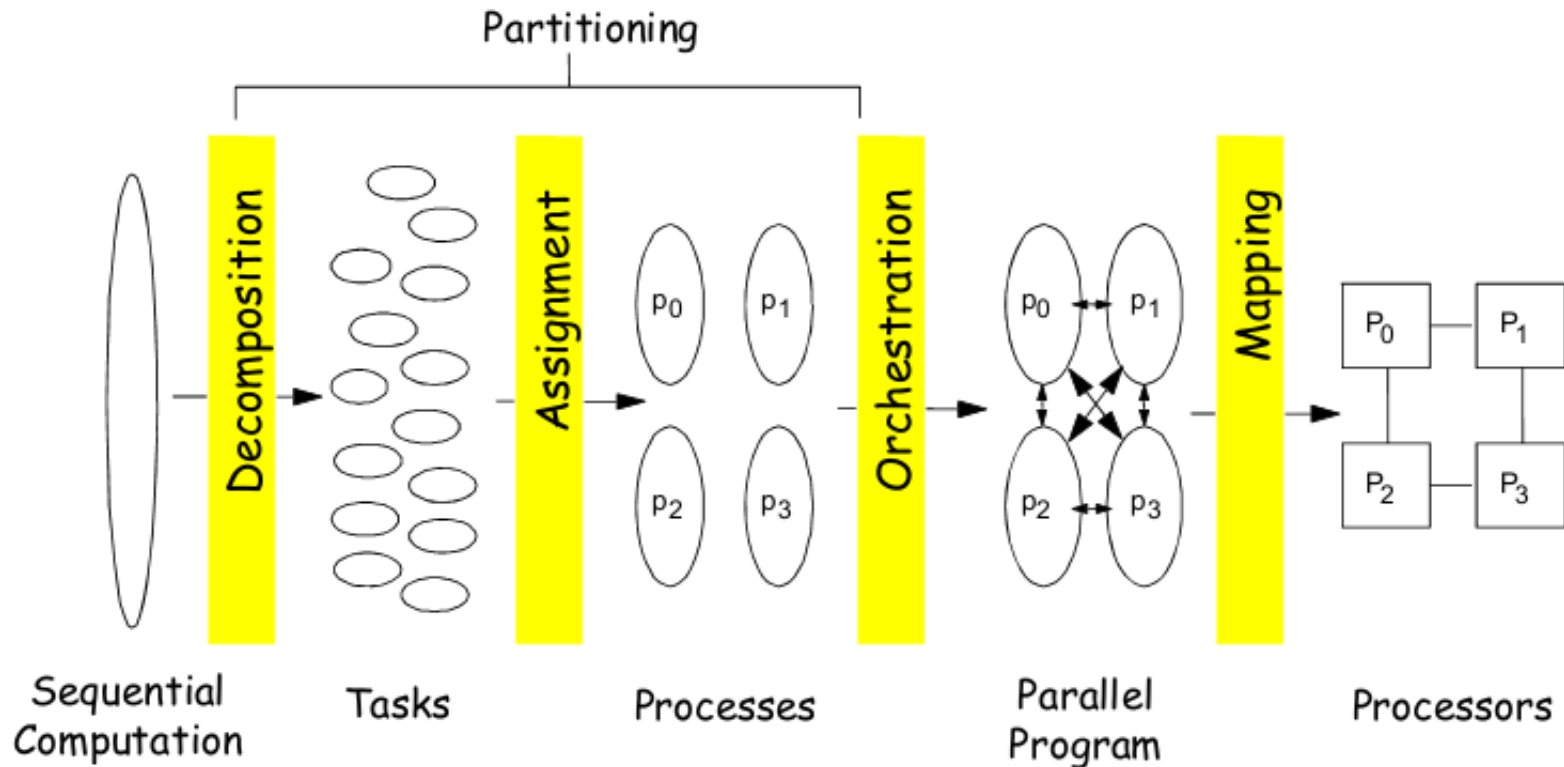 Partitioning
Decomposition
Assignment
Orchestration
Mapping
p0
p1
p2
p3
p0
p1
p2
p3
P0
P1
P2
P3
Sequential
Computation
Tasks
Processes
Parallel
Program
Processors